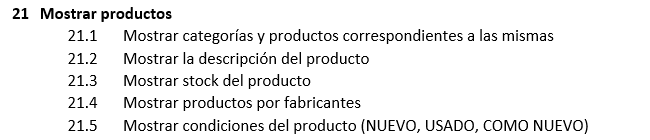 21 Mostrar productos
21.1 Mostrar categorías y productos correspondientes a las mismas
21.2 Mostrar la descripción del producto
21.3 Mostrar stock del producto
21.4 Mostrar productos por fabricantes
21.5 Mostrar condiciones del producto (NUEVO, USADO, COMO NUEVO)